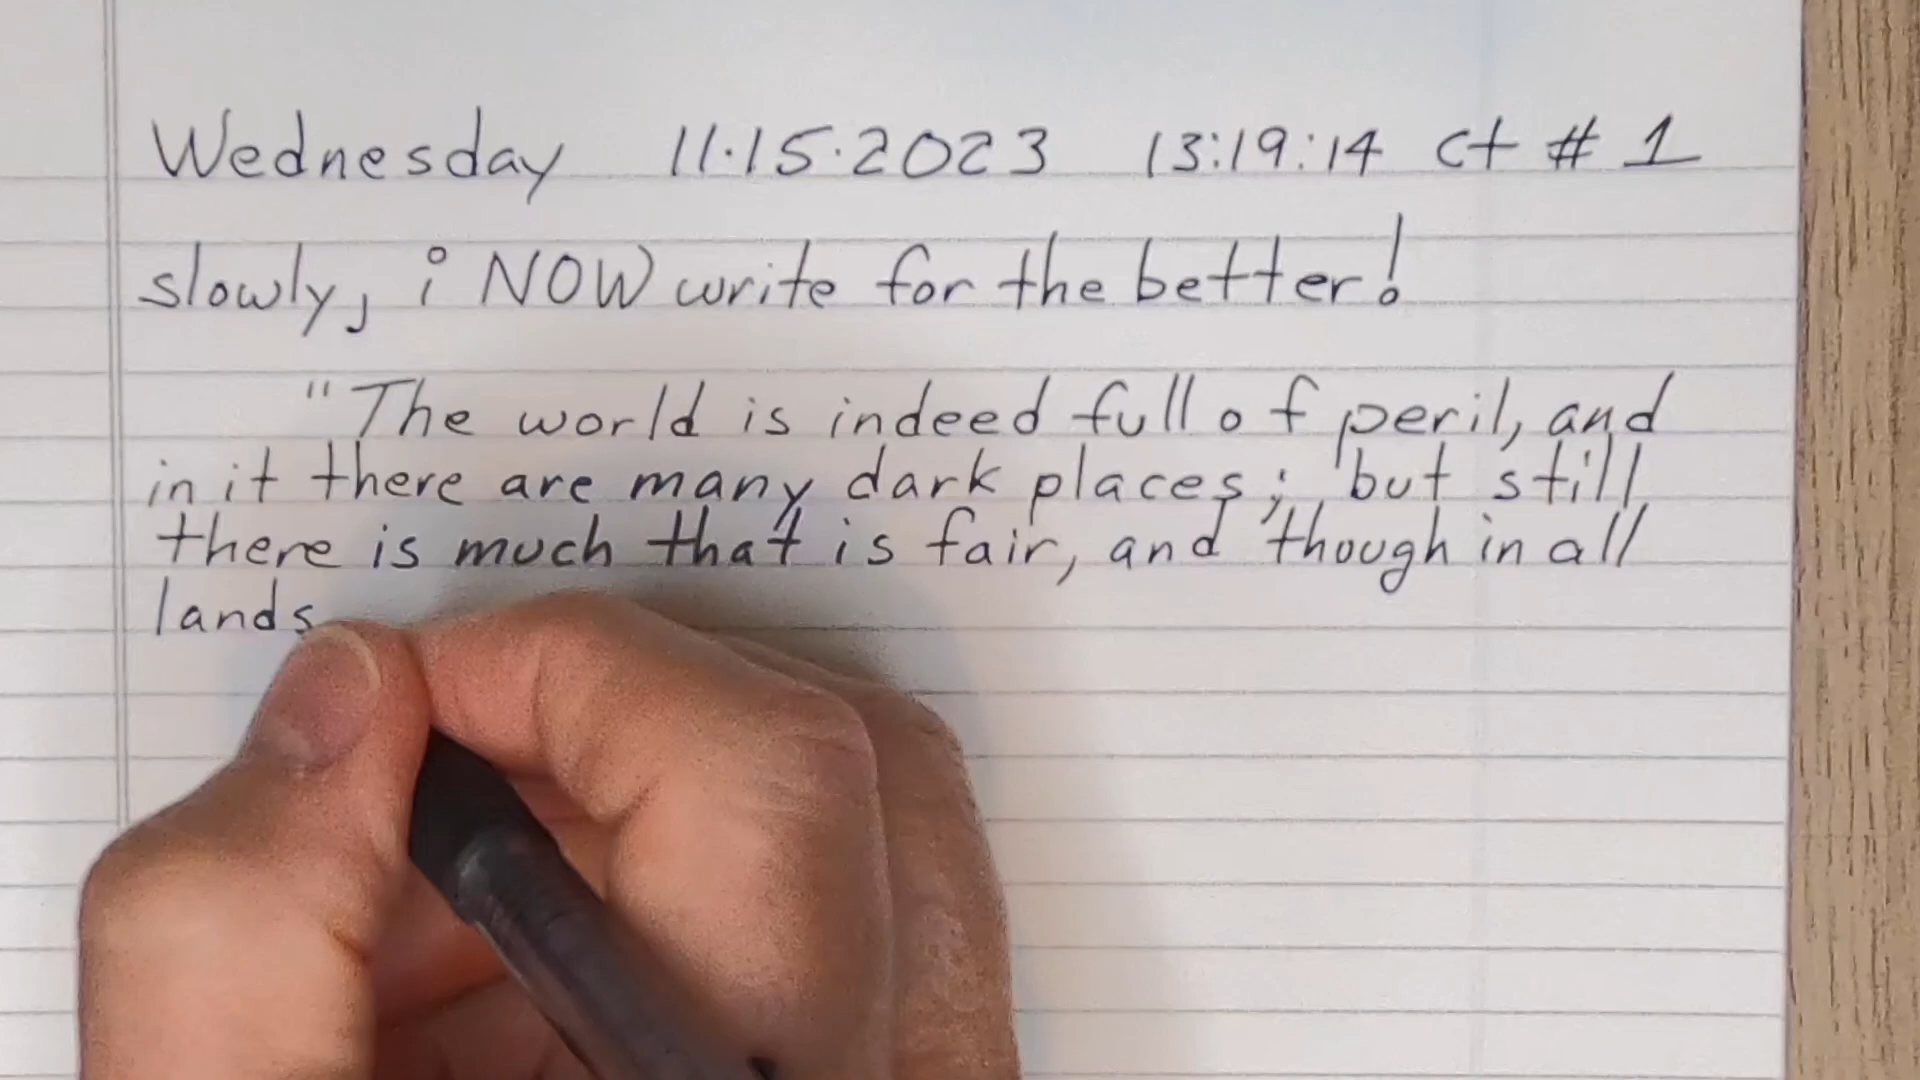 Wednesday 11.15.2023 13:19:14 ct # 1
slowly, i NOW write for the better!
"The world is indeed full of peril, and
in it there are many dark places; but still
there is much that is fair, and though in all
lands